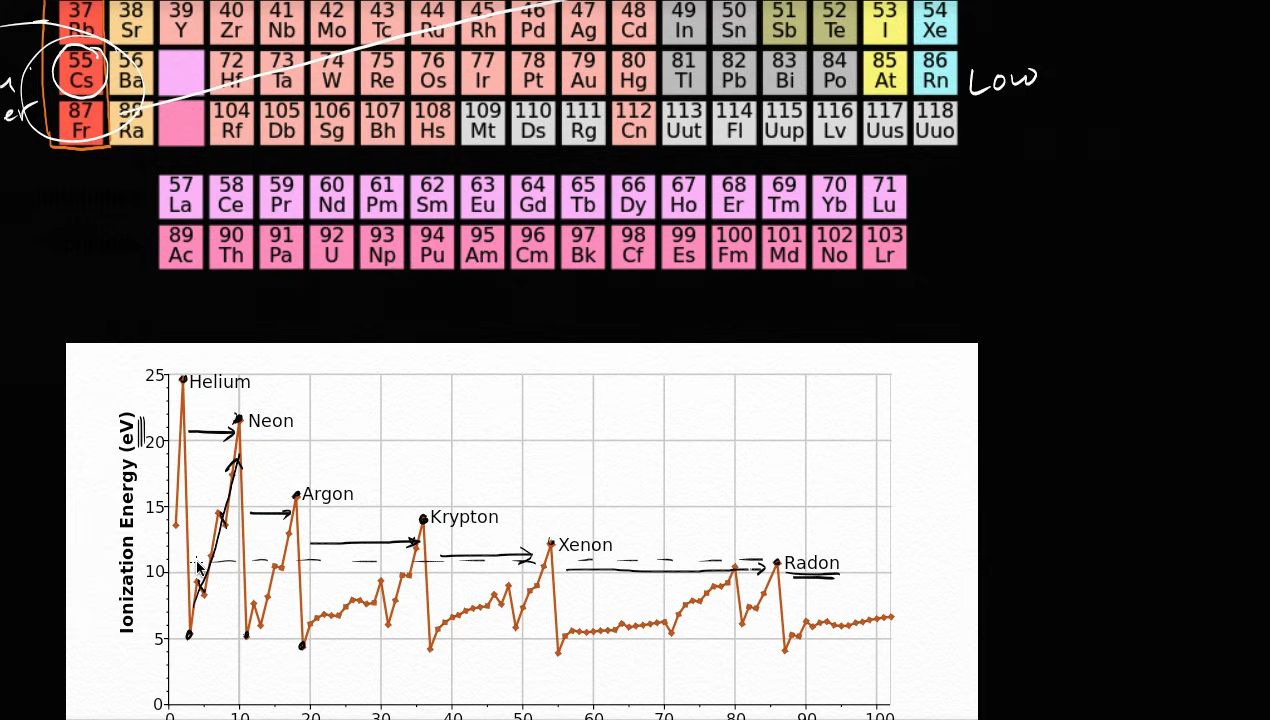 37 38 39 40 41 42 43 44 45 46 47 48 49 50 51 52 53 54
Rb Sr Y Zr Nb Mo Tc Ru Rh Pd Ag Cd In Sn Sb Te I Xe
55 56 72 73 74 75 76 77 78 79 80 81 82 83 84 85 86
Cs Ba Hf Ta W Re Os Ir Pt Au Hg Tl Pb Bi Po At Rn Low
87 88 104 105 106 107 108 109 110 111 112 113 114 115 116 117 118
Fr Ra Rf Db Sg Bh Hs Mt Ds Rg Cn Uut Fl Uup Lv Uus Uuo
57 58 59 60 61 62 63 64 65 66 67 68 69 70 71
La Ce Pr Nd Pm Sm Eu Gd Tb Dy Ho Er Tm Yb Lu
89 90 91 92 93 94 95 96 97 98 99 100 101 102 103
Ac Th Pa U Np Pu Am Cm Bk Cf Es Fm Md No Lr
Ionization Energy (eV)
25
Helium
Neon
20
Argon
15
Krypton
Xenon
Radon
10
5
0
0 10 20 30 40 50 60 70 80 90 100